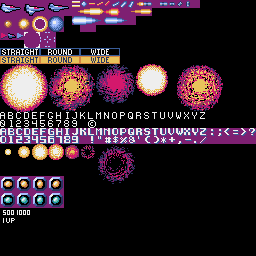 STRAIGHT ROUND WIDE
STRAIGHT ROUND WIDE
ABCDEFGHIJKLMNOPQRSTUVWXYZ
0123456789 ©
ABCDEFGHIJKLMNOPQRSTUVWXYZ:;<=>?
0123456789 !"#$%&'()*+,-./
500 1000
1UP